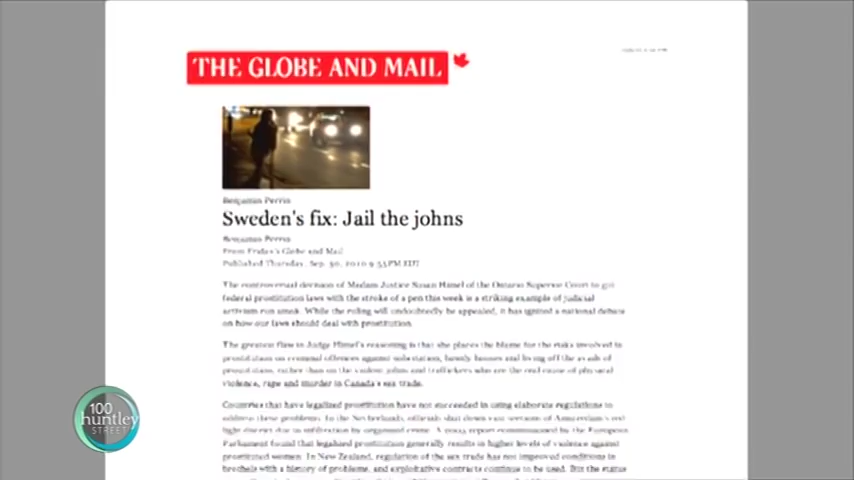 THE GLOBE AND MAIL
Benjamin Perrin
Sweden's fix: Jail the johns
Benjamin Perrin
From Friday's Globe and Mail
Published Thursday, Sep. 30, 2010 9:55PM EDT
The controversial decision of Madam Justice Susan Himel of the Ontario Superior Court to gut
federal prostitution laws with the stroke of a pen this week is a striking example of judicial
activism run amok. While the ruling will undoubtedly be appealed, it has ignited a national debate
on how our laws should deal with prostitution.
The greatest flaw in Judge Himel's reasoning is that she places the blame for the risks involved in
prostitution on criminal offences against solicitation, bawdy houses and living off the avails of
prostitutions, rather than on the violent johns and traffickers who are the real cause of physical
violence, rape and murder in Canada's sex trade.
Countries that have legalized prostitution have not succeeded in using elaborate regulations to
address these problems. In the Netherlands, officials shut down vast sections of Amsterdam's red
light district due to infiltration by organized crime. A 2005 report commissioned by the European
Parliament found that legalized prostitution generally results in higher levels of violence against
prostituted women. In New Zealand, regulation of the sex trade has not improved conditions in
brothels with a history of problems, and exploitative contracts continue to be used. But the status
100
huntley
STREET